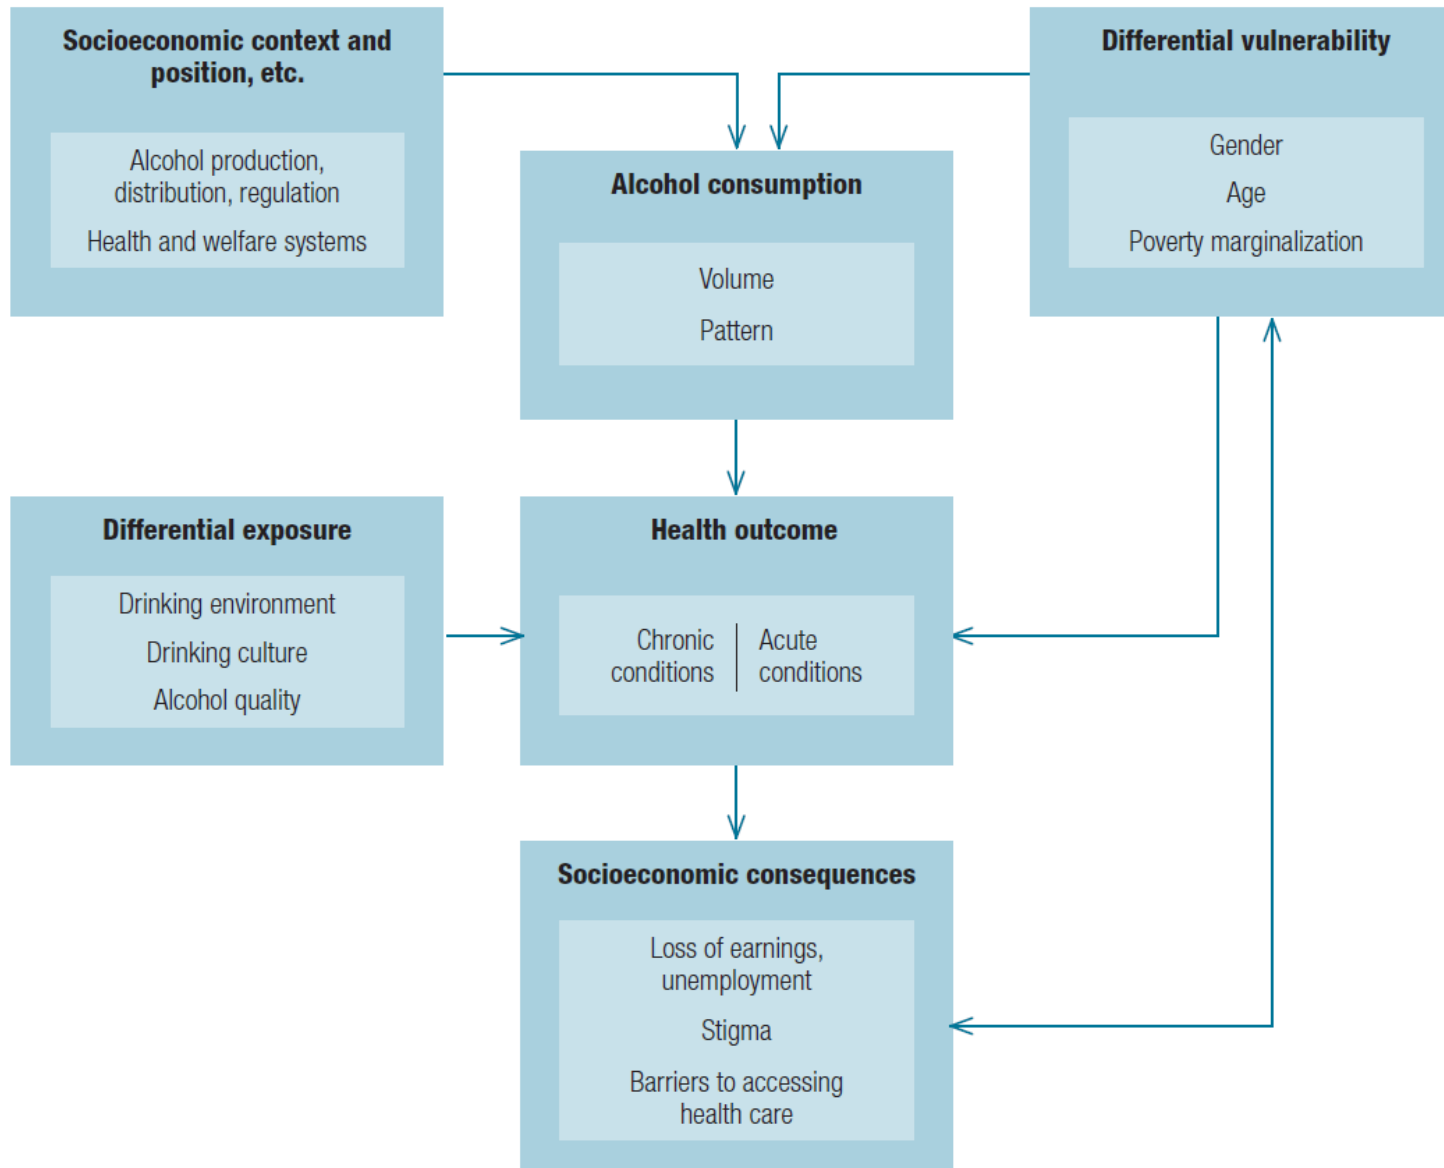 Socioeconomic context and
position, etc.
Alcohol production,
distribution, regulation
Health and welfare systems
Differential vulnerability
Gender
Age
Poverty marginalization
Alcohol consumption
Volume
Pattern
Differential exposure
Drinking environment
Drinking culture
Alcohol quality
Health outcome
Chronic
conditions
Acute
conditions
Socioeconomic consequences
Loss of earnings,
unemployment
Stigma
Barriers to accessing
health care